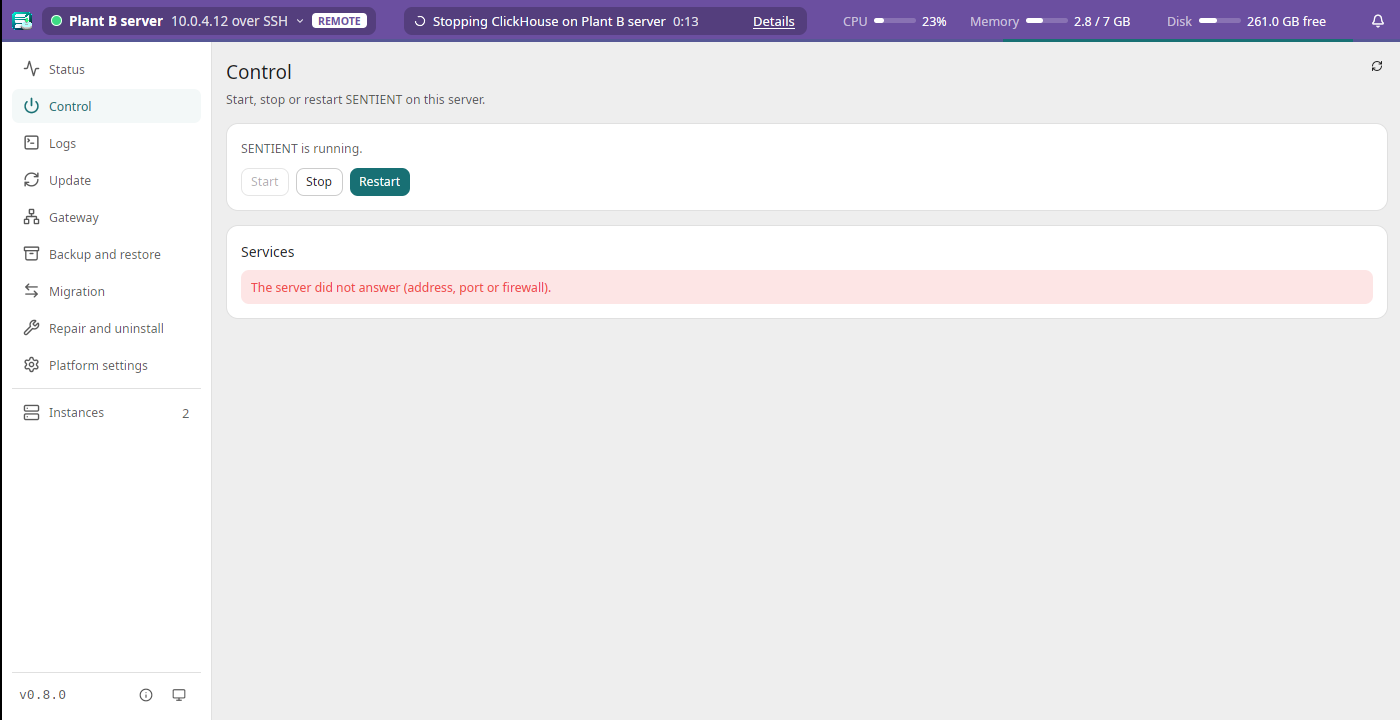 Plant B server 10.0.4.12 over SSH REMOTE
Stopping ClickHouse on Plant B server 0:13 Details
CPU 23% Memory 2.8 / 7 GB Disk 261.0 GB free
Status
Control
Logs
Update
Gateway
Backup and restore
Migration
Repair and uninstall
Platform settings
Instances 2
v0.8.0
Control
Start, stop or restart SENTIENT on this server.
SENTIENT is running.
Start Stop Restart
Services
The server did not answer (address, port or firewall).